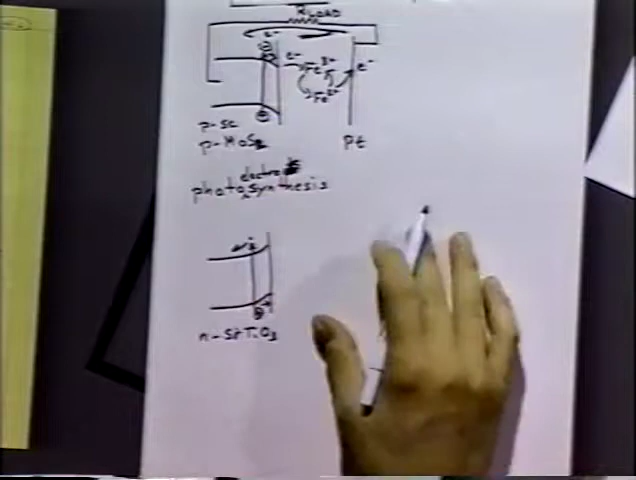 RLOAD
e⁻
e⁻ Fe³⁺ e⁻
Fe²⁺
p-SC
p-MoS₂ Pt
electro
photosynthesis
n-SrTiO₃